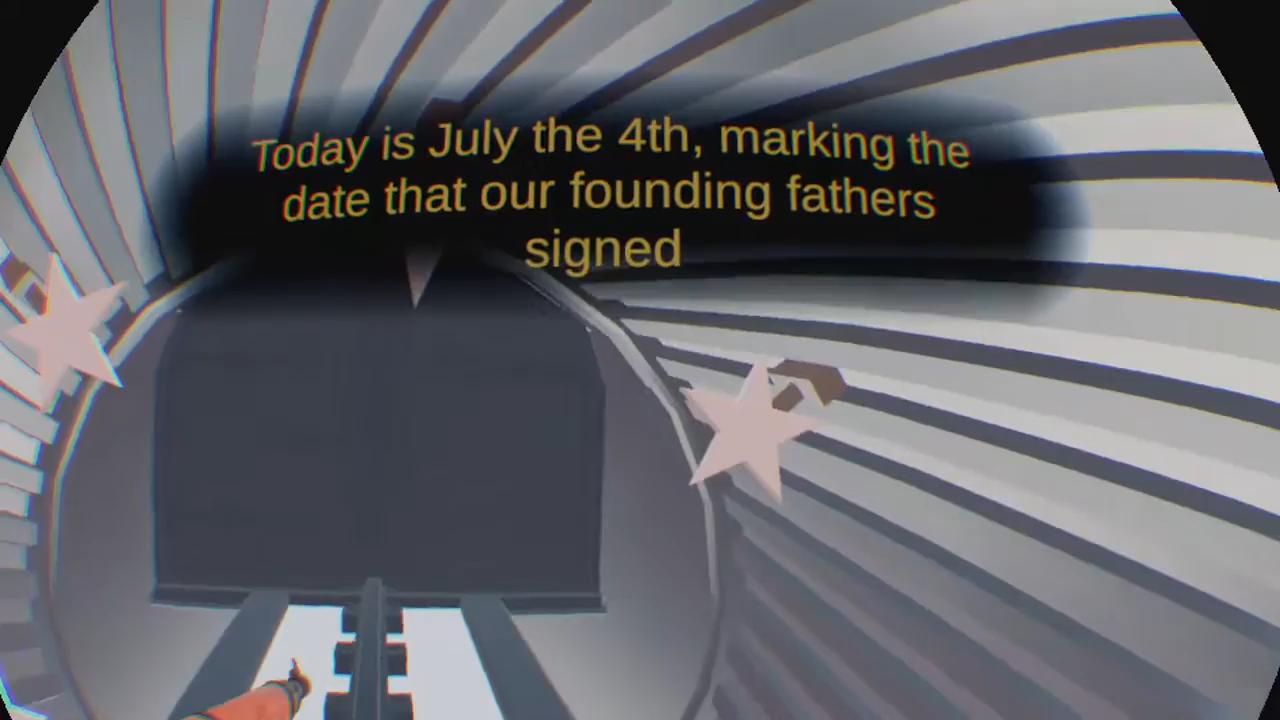 Today is July the 4th, marking the
date that our founding fathers
signed